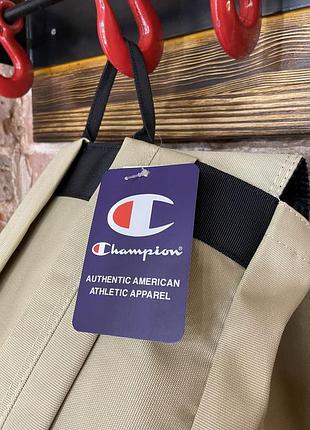 Champion
AUTHENTIC AMERICAN
ATHLETIC APPAREL